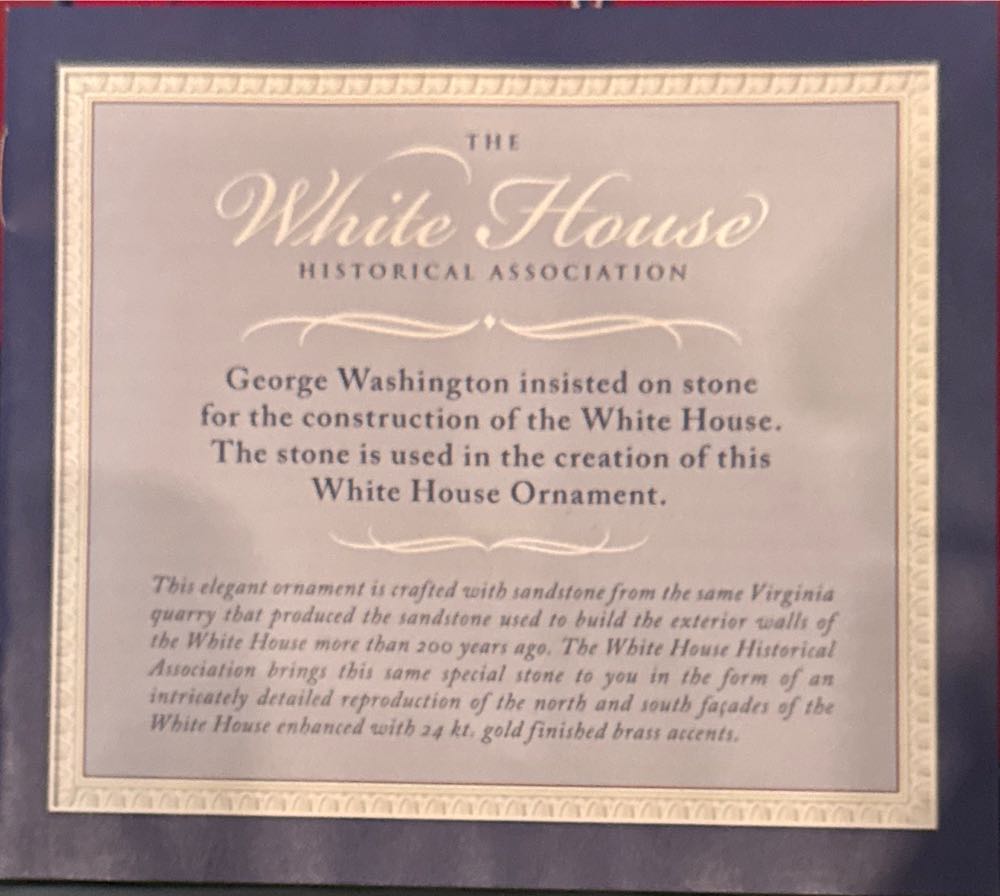 THE
White House
HISTORICAL ASSOCIATION
George Washington insisted on stone
for the construction of the White House.
The stone is used in the creation of this
White House Ornament.
This elegant ornament is crafted with sandstone from the same Virginia
quarry that produced the sandstone used to build the exterior walls of
the White House more than 200 years ago. The White House Historical
Association brings this same special stone to you in the form of an
intricately detailed reproduction of the north and south façades of the
White House enhanced with 24 kt. gold finished brass accents.